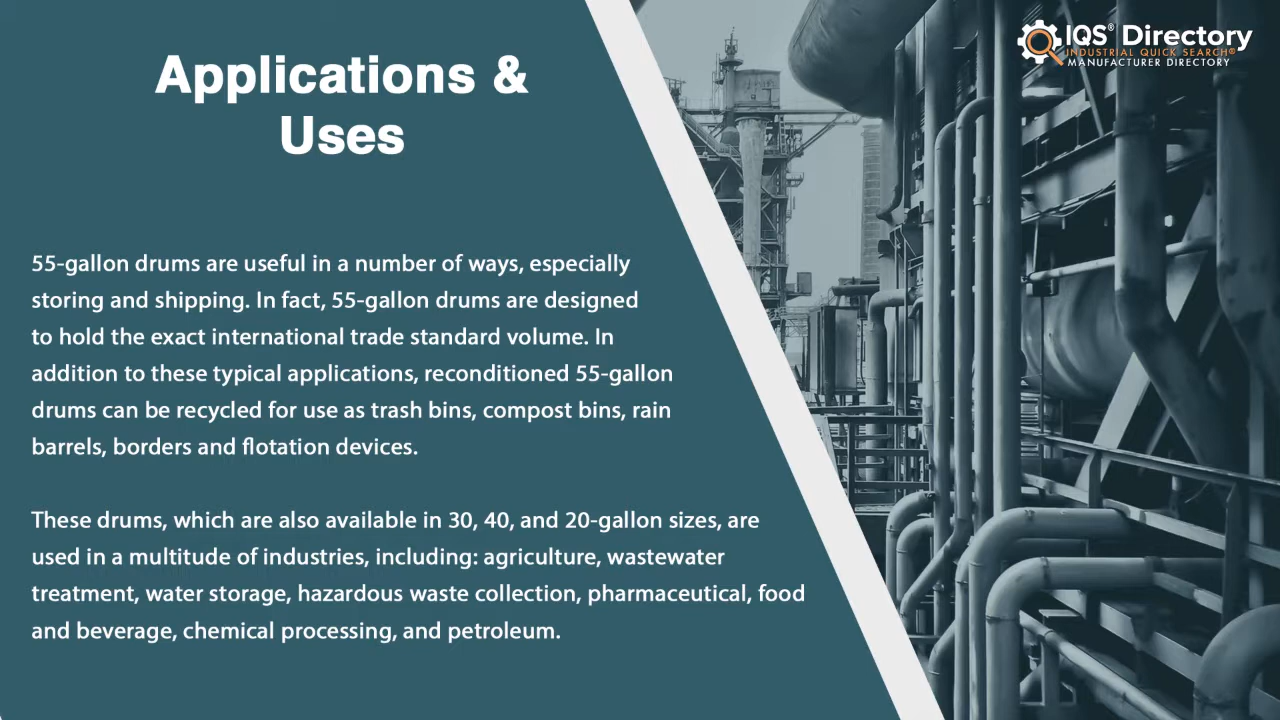 Applications &
Uses
IQS® Directory
INDUSTRIAL QUICK SEARCH®
MANUFACTURER DIRECTORY
55-gallon drums are useful in a number of ways, especially
storing and shipping. In fact, 55-gallon drums are designed
to hold the exact international trade standard volume. In
addition to these typical applications, reconditioned 55-gallon
drums can be recycled for use as trash bins, compost bins, rain
barrels, borders and flotation devices.
These drums, which are also available in 30, 40, and 20-gallon sizes, are
used in a multitude of industries, including: agriculture, wastewater
treatment, water storage, hazardous waste collection, pharmaceutical, food
and beverage, chemical processing, and petroleum.